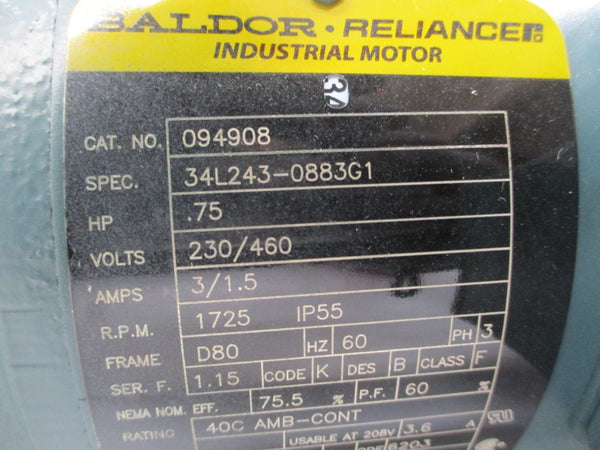 BALDOR · RELIANCE
INDUSTRIAL MOTOR
34
CAT. NO. 094908
SPEC. 34L243-0883G1
HP .75
VOLTS 230/460
AMPS 3/1.5
R.P.M. 1725 IP55
FRAME D80 HZ 60 PH 3
SER. F. 1.15 CODE K DES B CLASS F
NEMA NOM. EFF. 75.5 % P.F. 60 %
RATING 40C AMB-CONT
USABLE AT 208V 3.6 A
6203